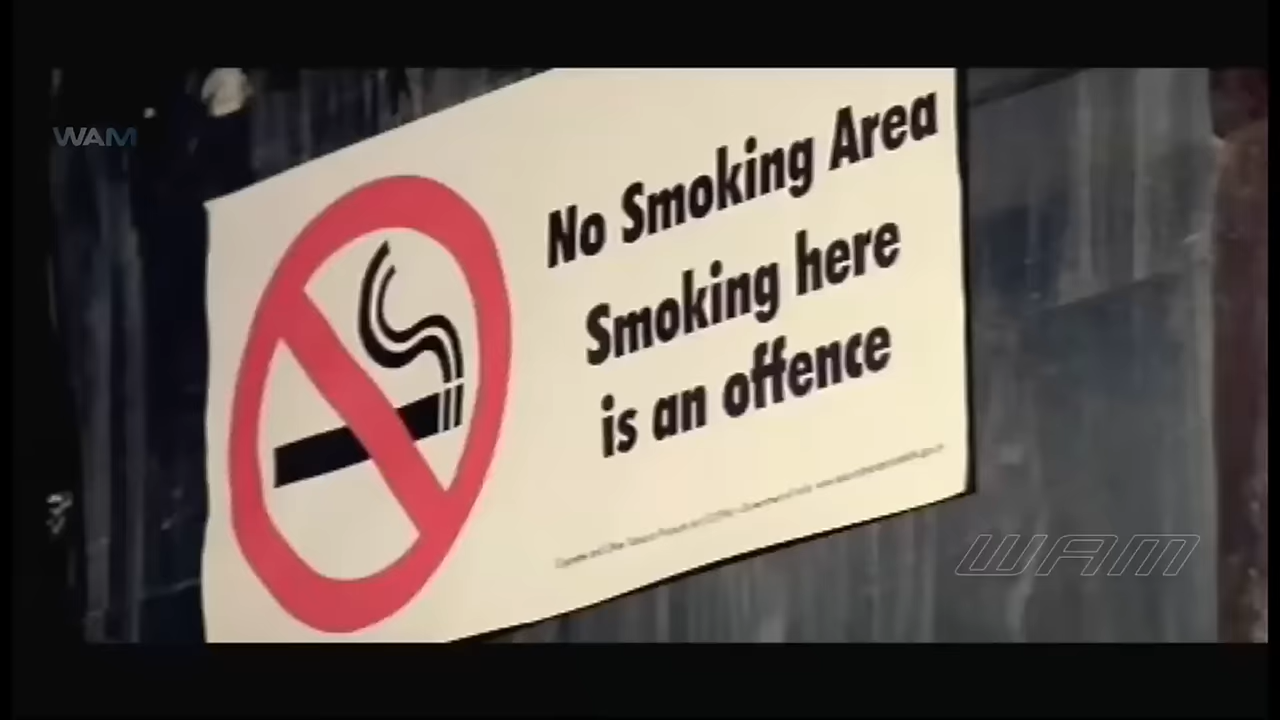 WAM
No Smoking Area
Smoking here
is an offence
WAM